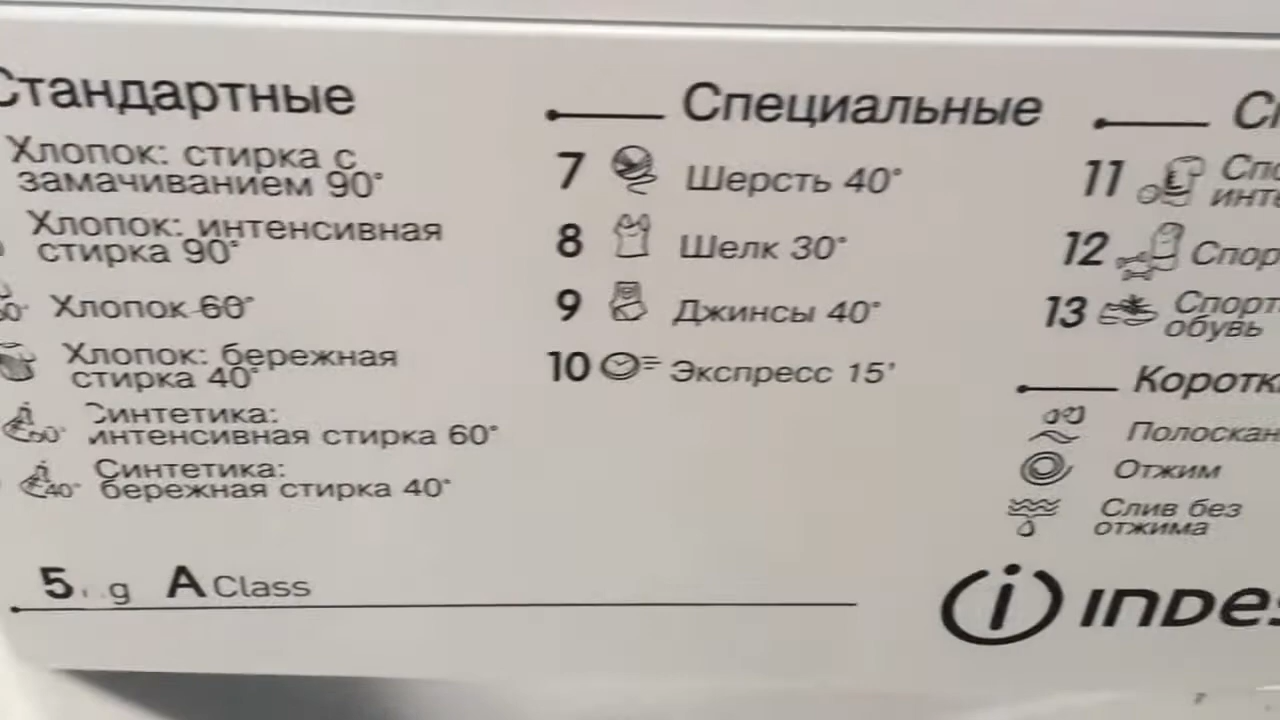 Стандартные
Хлопок: стирка с
замачиванием 90°
Хлопок: интенсивная
стирка 90°
Хлопок 60°
Хлопок: бережная
стирка 40°
60° Синтетика:
интенсивная стирка 60°
40° Синтетика:
бережная стирка 40°
5 g A Class
Специальные
7 Шерсть 40°
8 Шелк 30°
9 Джинсы 40°
10 Экспресс 15'
11
12
13 обувь
Отжим
Слив без
отжима